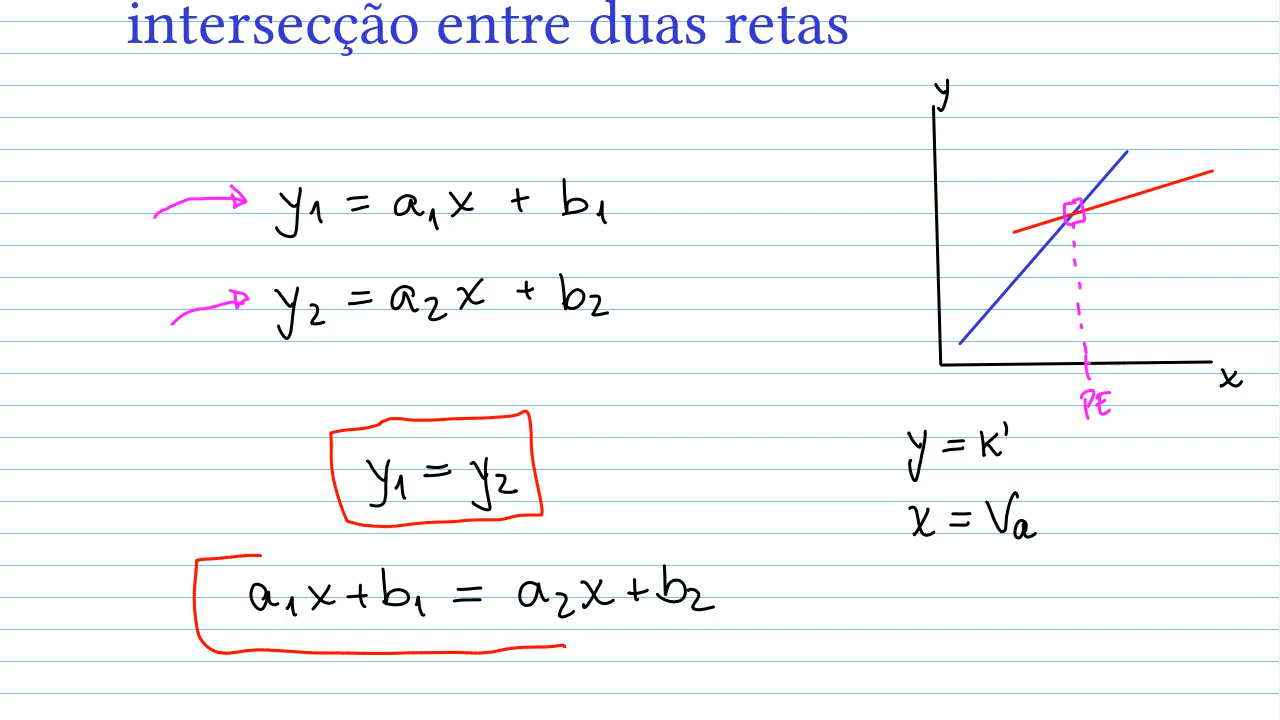 intersecção entre duas retas
y
y₁ = a₁x + b₁
y₂ = a₂x + b₂
x
PE
y = K'
x = Va
y₁ = y₂
a₁x + b₁ = a₂x + b₂